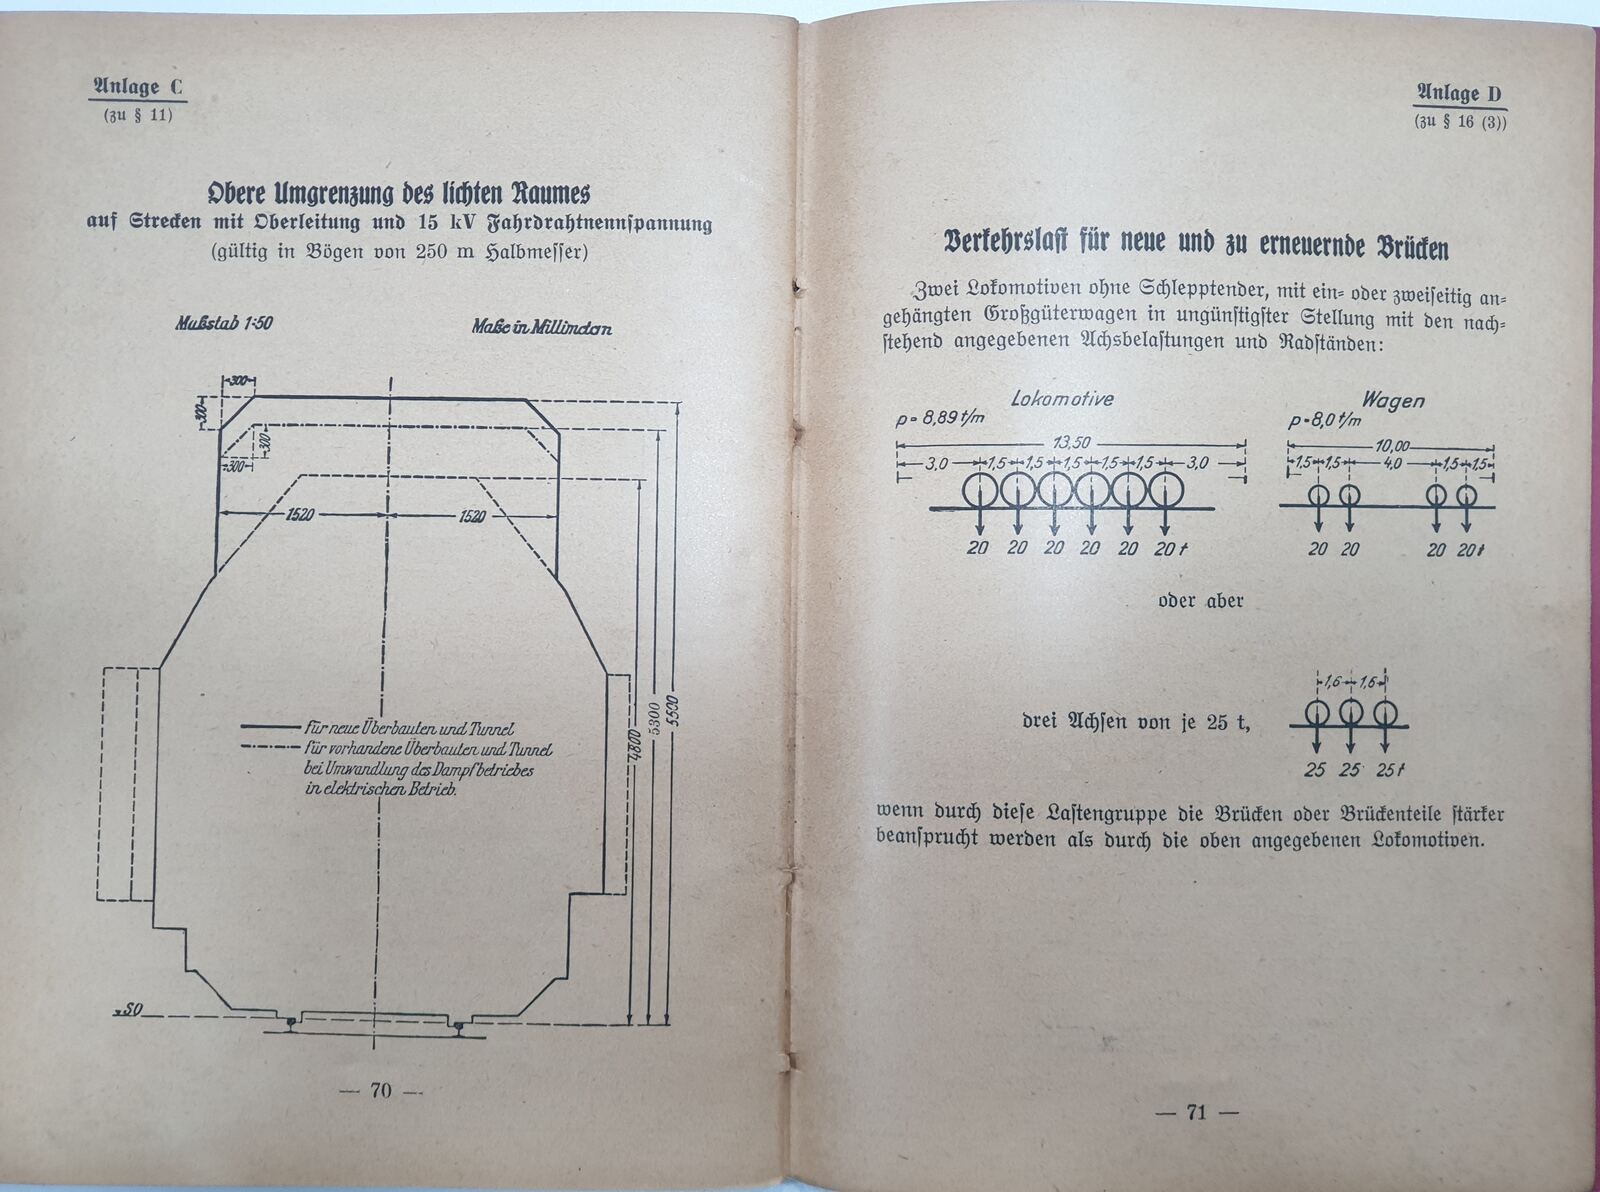 Anlage C
(zu § 11)
Obere Umgrenzung des lichten Raumes
auf Strecken mit Oberleitung und 15 kV Fahrdrahtnennspannung
(gültig in Bögen von 250 m Halbmesser)
Maßstab 1:50
Maße in Millimetern
300
300
300
300
1520
1520
4800
5300
5500
für neue Überbauten und Tunnel
für vorhandene Überbauten und Tunnel
bei Umwandlung des Dampfbetriebes
in elektrischen Betrieb.
SO
— 70 —
Anlage D
(zu § 16 (3))
Verkehrslast für neue und zu erneuernde Brücken
Zwei Lokomotiven ohne Schlepptender, mit ein- oder zweiseitig an-
gehängten Großgüterwagen in ungünstigster Stellung mit den nach-
stehend angegebenen Achsbelastungen und Radständen:
Lokomotive
p = 8,89 t/m
13,50
3,0 1,5 1,5 1,5 1,5 1,5 3,0
20 20 20 20 20 20 t
Wagen
p = 8,0 t/m
10,00
1,5 1,5 4,0 1,5 1,5
20 20 20 20 t
oder aber
1,6 1,6
drei Achsen von je 25 t,
25 25 25 t
wenn durch diese Lastengruppe die Brücken oder Brückenteile stärker
beansprucht werden als durch die oben angegebenen Lokomotiven.
— 71 —